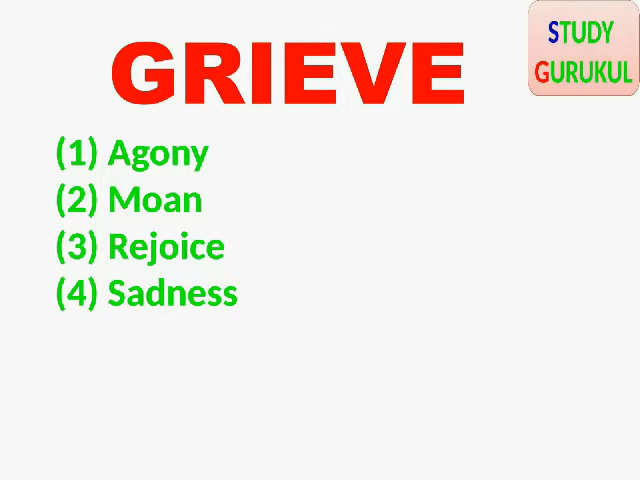 STUDY
GURUKUL
GRIEVE
(1) Agony
(2) Moan
(3) Rejoice
(4) Sadness